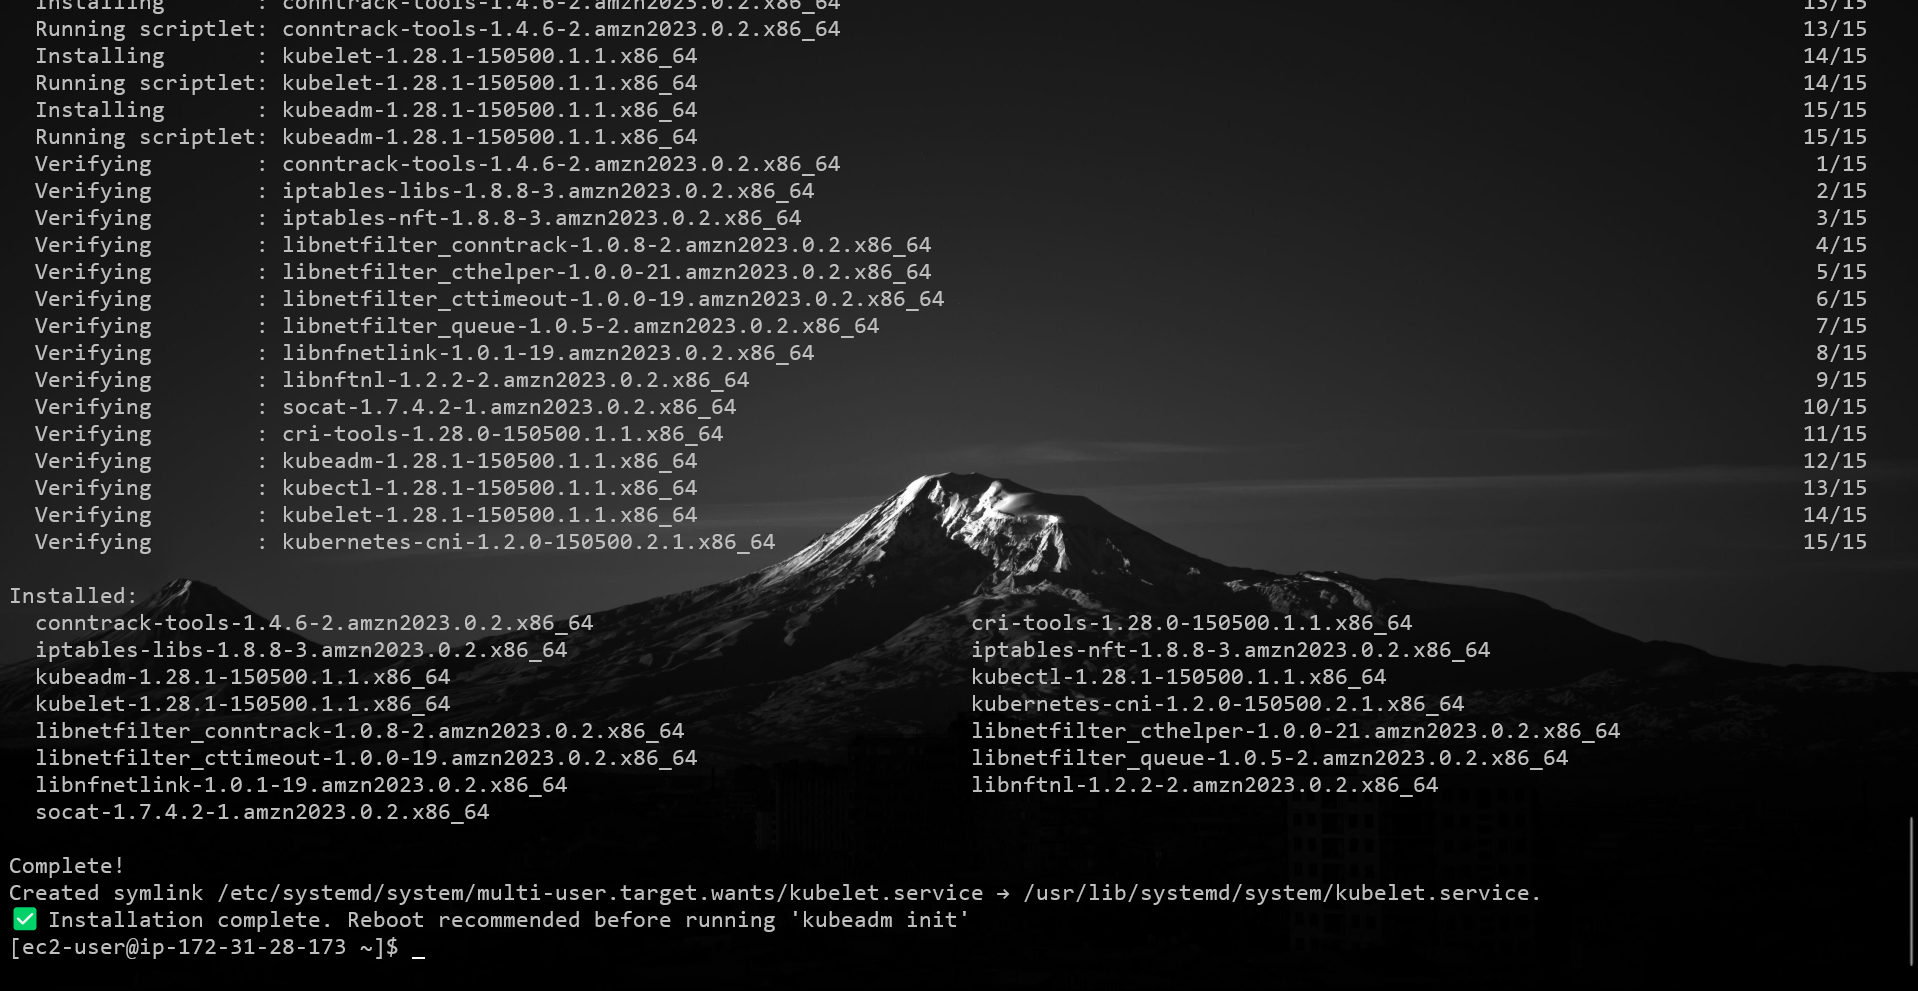 Installing : conntrack-tools-1.4.6-2.amzn2023.0.2.x86_64 13/15
Running scriptlet: conntrack-tools-1.4.6-2.amzn2023.0.2.x86_64 13/15
Installing : kubelet-1.28.1-150500.1.1.x86_64 14/15
Running scriptlet: kubelet-1.28.1-150500.1.1.x86_64 14/15
Installing : kubeadm-1.28.1-150500.1.1.x86_64 15/15
Running scriptlet: kubeadm-1.28.1-150500.1.1.x86_64 15/15
Verifying : conntrack-tools-1.4.6-2.amzn2023.0.2.x86_64 1/15
Verifying : iptables-libs-1.8.8-3.amzn2023.0.2.x86_64 2/15
Verifying : iptables-nft-1.8.8-3.amzn2023.0.2.x86_64 3/15
Verifying : libnetfilter_conntrack-1.0.8-2.amzn2023.0.2.x86_64 4/15
Verifying : libnetfilter_cthelper-1.0.0-21.amzn2023.0.2.x86_64 5/15
Verifying : libnetfilter_cttimeout-1.0.0-19.amzn2023.0.2.x86_64 6/15
Verifying : libnetfilter_queue-1.0.5-2.amzn2023.0.2.x86_64 7/15
Verifying : libnfnetlink-1.0.1-19.amzn2023.0.2.x86_64 8/15
Verifying : libnftnl-1.2.2-2.amzn2023.0.2.x86_64 9/15
Verifying : socat-1.7.4.2-1.amzn2023.0.2.x86_64 10/15
Verifying : cri-tools-1.28.0-150500.1.1.x86_64 11/15
Verifying : kubeadm-1.28.1-150500.1.1.x86_64 12/15
Verifying : kubectl-1.28.1-150500.1.1.x86_64 13/15
Verifying : kubelet-1.28.1-150500.1.1.x86_64 14/15
Verifying : kubernetes-cni-1.2.0-150500.2.1.x86_64 15/15
Installed:
conntrack-tools-1.4.6-2.amzn2023.0.2.x86_64 cri-tools-1.28.0-150500.1.1.x86_64
iptables-libs-1.8.8-3.amzn2023.0.2.x86_64 iptables-nft-1.8.8-3.amzn2023.0.2.x86_64
kubeadm-1.28.1-150500.1.1.x86_64 kubectl-1.28.1-150500.1.1.x86_64
kubelet-1.28.1-150500.1.1.x86_64 kubernetes-cni-1.2.0-150500.2.1.x86_64
libnetfilter_conntrack-1.0.8-2.amzn2023.0.2.x86_64 libnetfilter_cthelper-1.0.0-21.amzn2023.0.2.x86_64
libnetfilter_cttimeout-1.0.0-19.amzn2023.0.2.x86_64 libnetfilter_queue-1.0.5-2.amzn2023.0.2.x86_64
libnfnetlink-1.0.1-19.amzn2023.0.2.x86_64 libnftnl-1.2.2-2.amzn2023.0.2.x86_64
socat-1.7.4.2-1.amzn2023.0.2.x86_64
Complete!
Created symlink /etc/systemd/system/multi-user.target.wants/kubelet.service → /usr/lib/systemd/system/kubelet.service.
✅ Installation complete. Reboot recommended before running 'kubeadm init'
[ec2-user@ip-172-31-28-173 ~]$ _